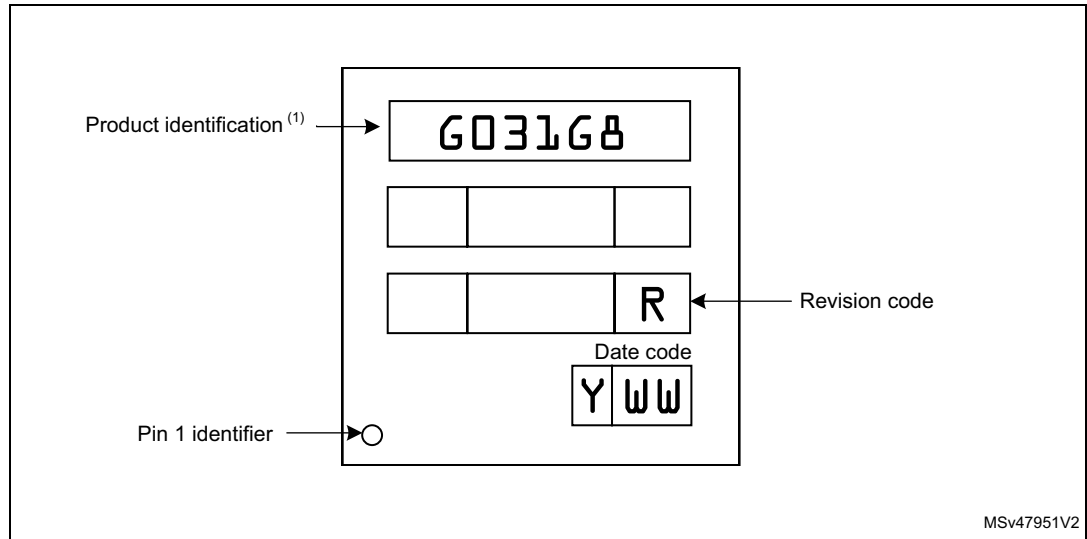 Product identification (1)
G031G8
R
Revision code
Date code
Y WW
Pin 1 identifier
MSv47951V2